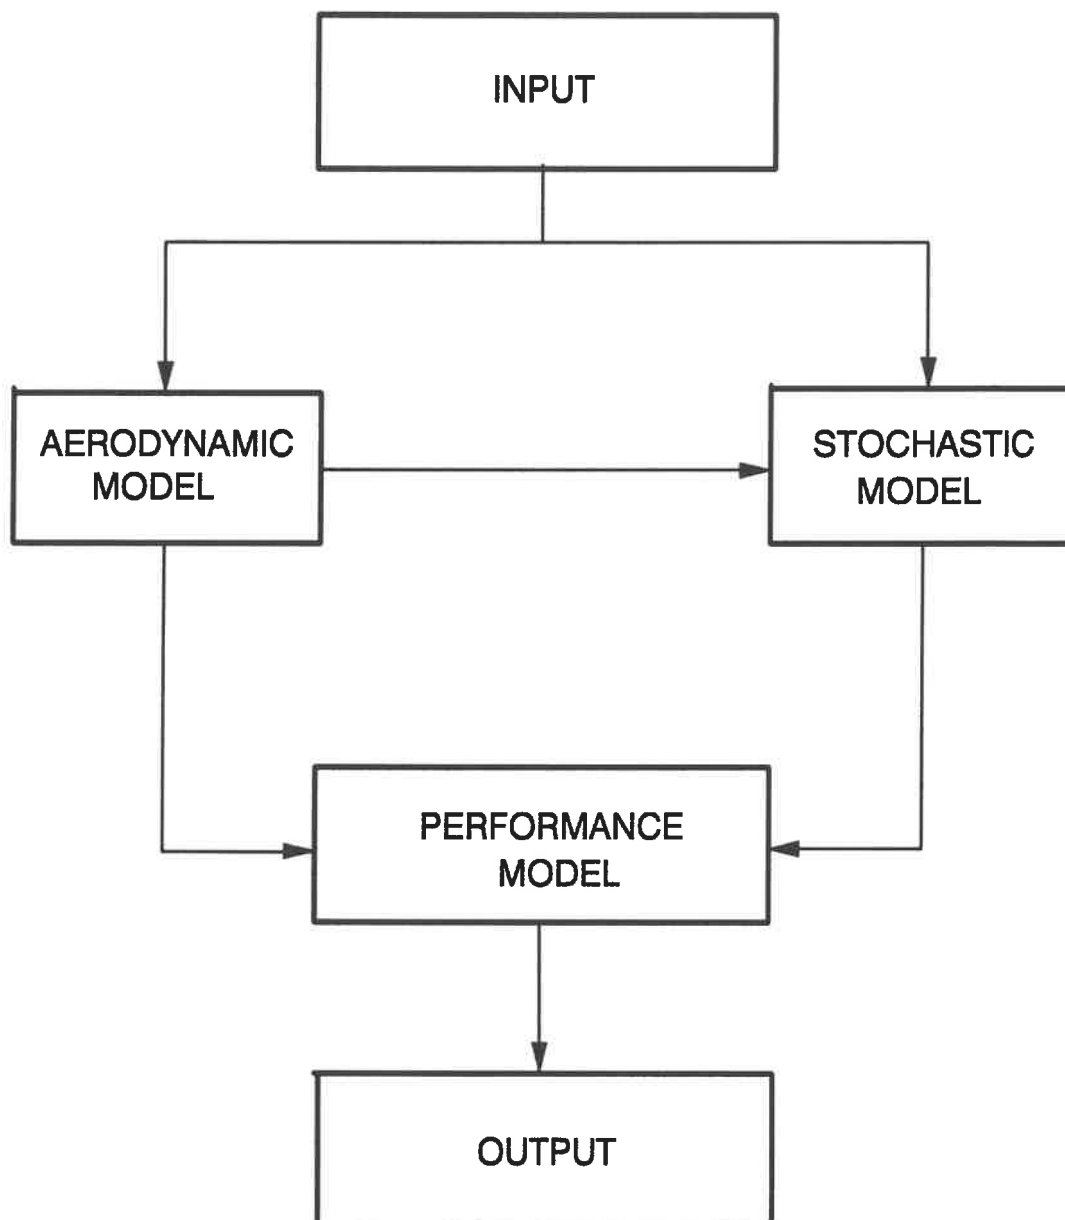 INPUT
AERODYNAMIC
MODEL
STOCHASTIC
MODEL
PERFORMANCE
MODEL
OUTPUT